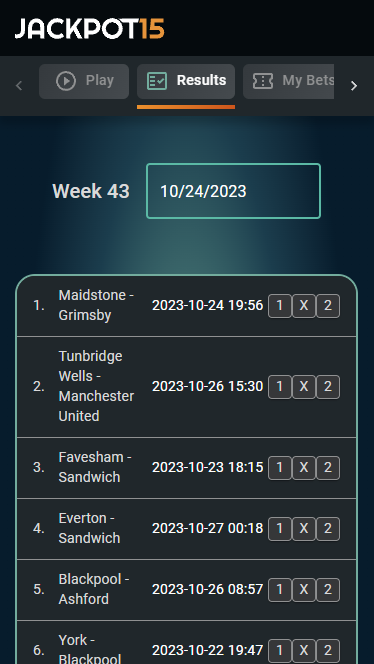 JACKPOT15
Play
Results
My Bets
Week 43
10/24/2023
1.
Maidstone -
Grimsby
2023-10-24 19:56
1
X
2
2.
Tunbridge
Wells -
Manchester
United
2023-10-26 15:30
1
X
2
3.
Favesham -
Sandwich
2023-10-23 18:15
1
X
2
4.
Everton -
Sandwich
2023-10-27 00:18
1
X
2
5.
Blackpool -
Ashford
2023-10-26 08:57
1
X
2
6.
York -
Blackpool
2023-10-22 19:47
1
X
2